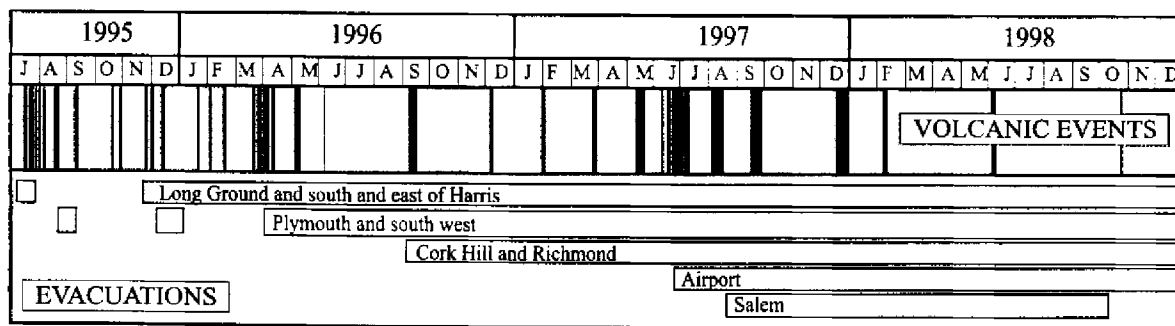 1995 1996 1997 1998
J A S O N D J F M A M J J A S O N D J F M A M J J A S O N D J F M A M J J A S O N D
VOLCANIC EVENTS
Long Ground and south and east of Harris
Plymouth and south west
Cork Hill and Richmond
Airport
EVACUATIONS
Salem